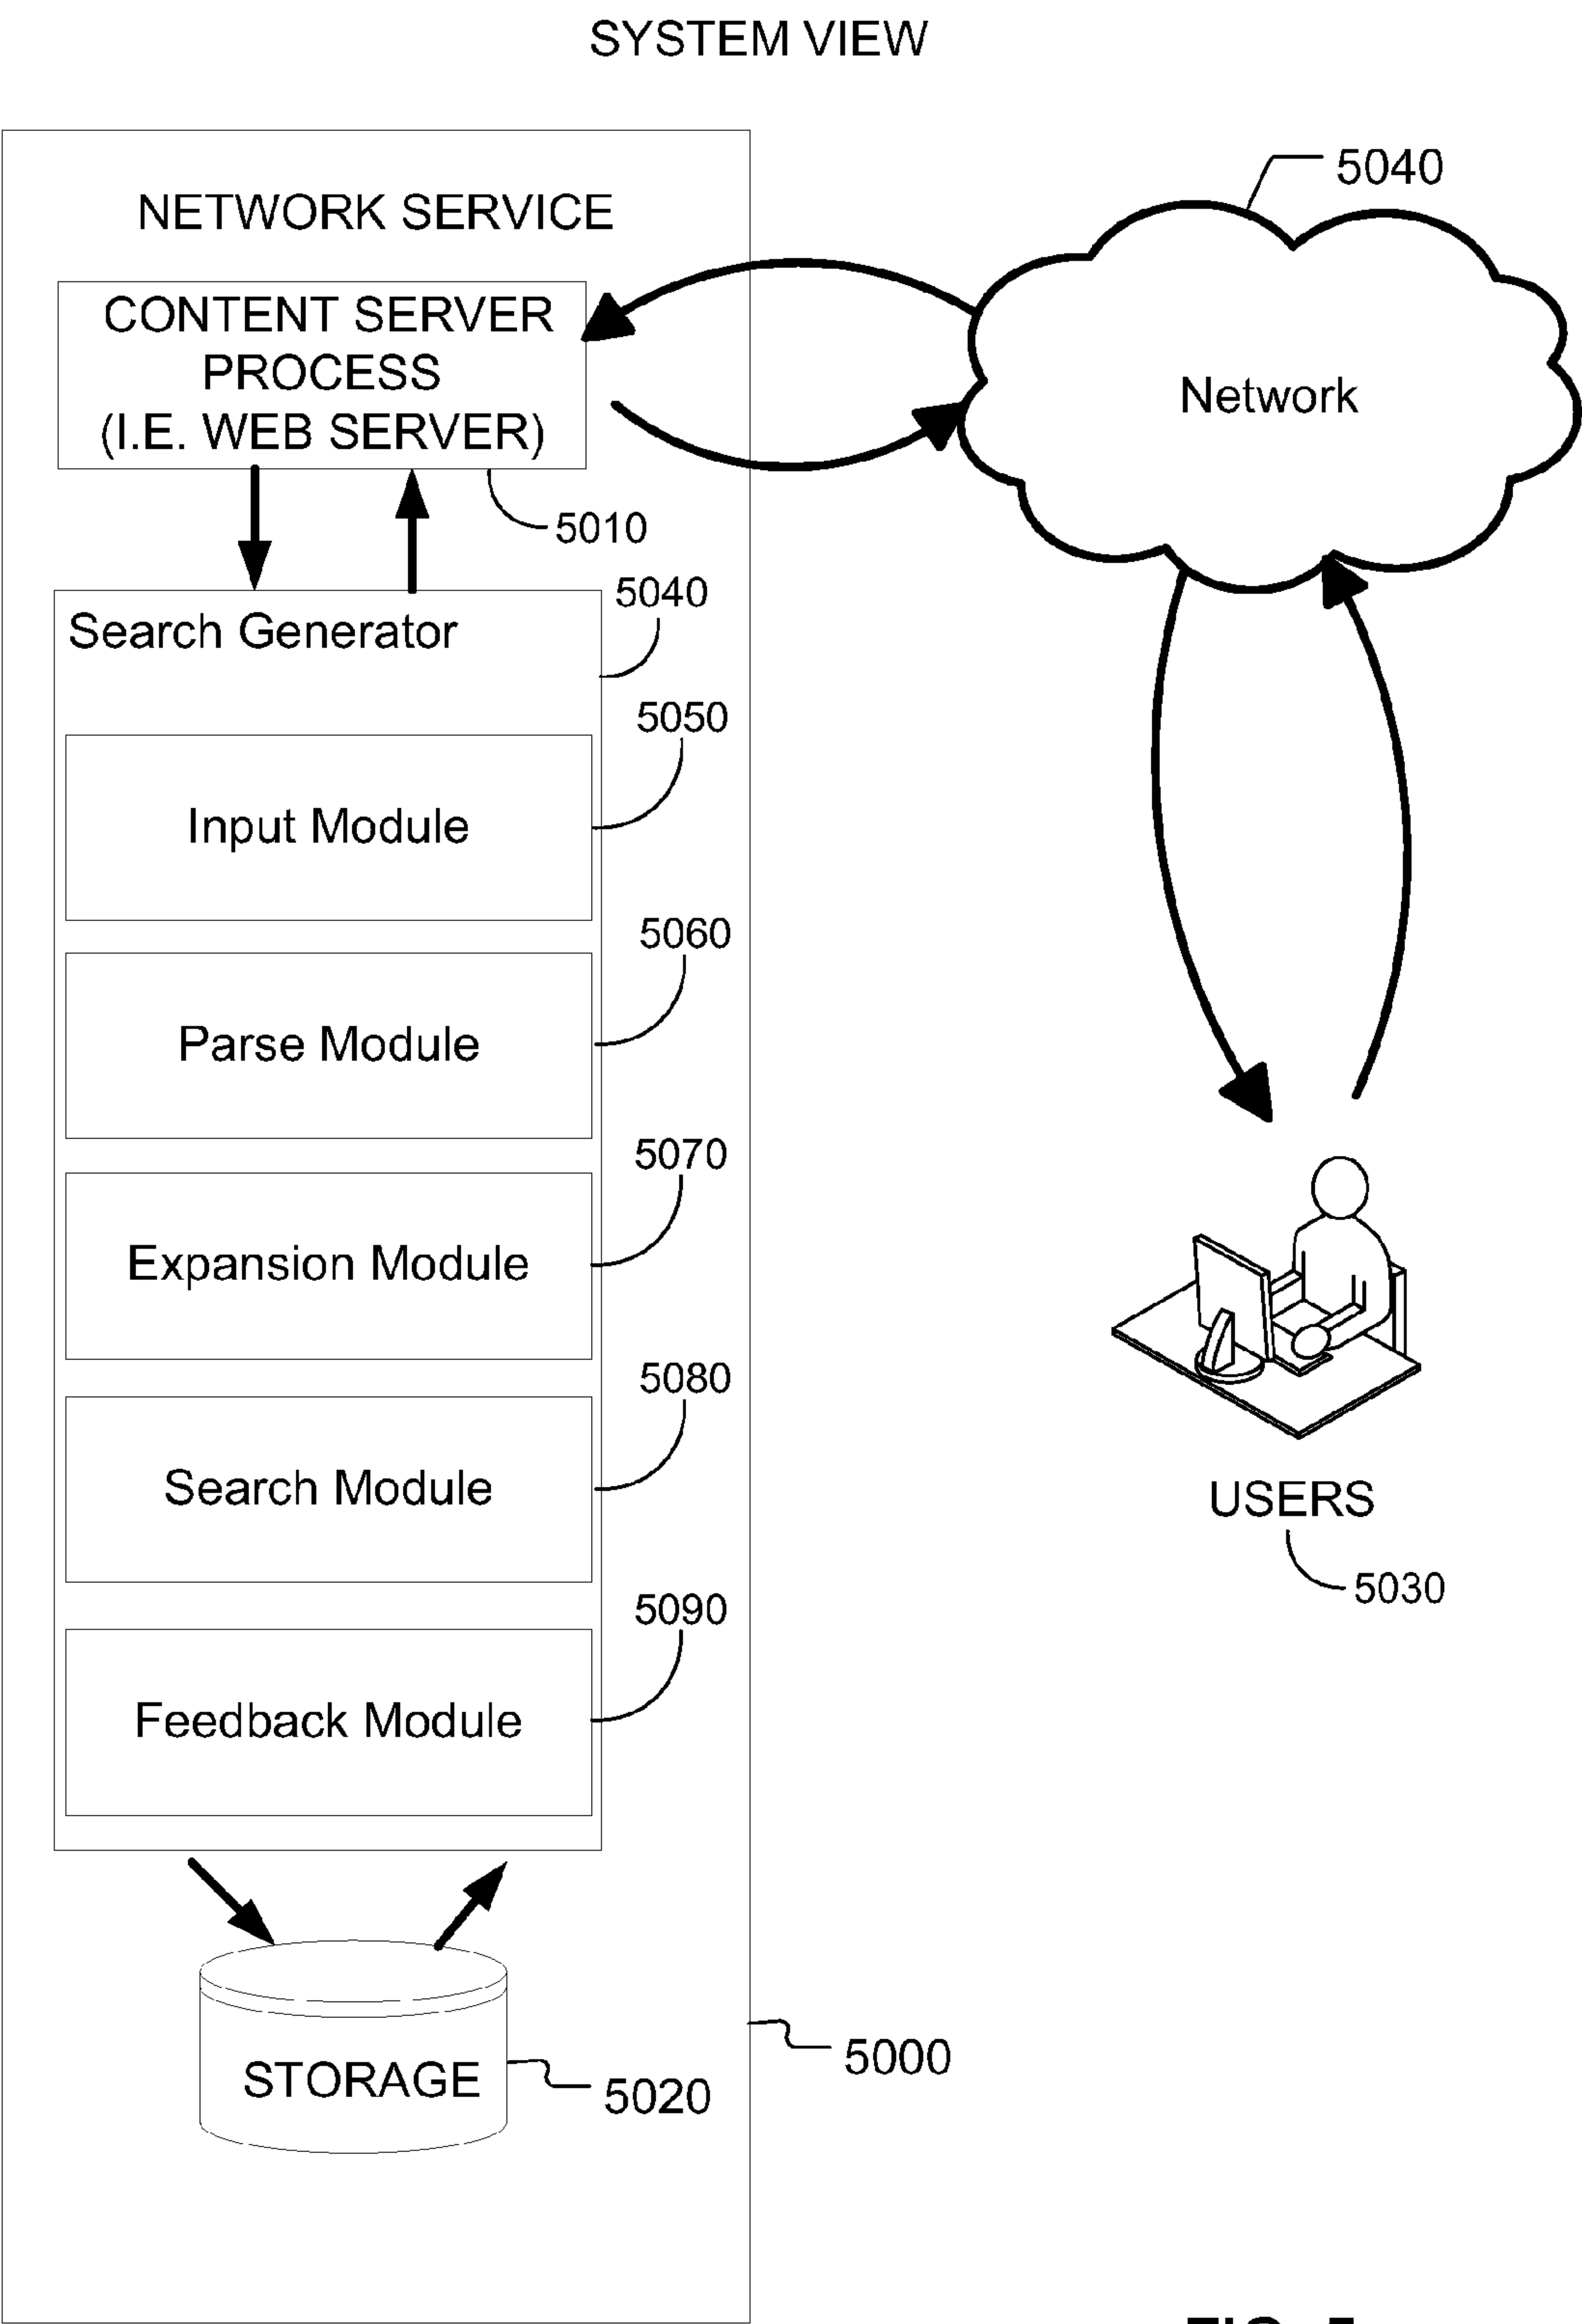 SYSTEM VIEW
5040
NETWORK SERVICE
CONTENT SERVER
PROCESS
(I.E. WEB SERVER)
Network
5010
5040
Search Generator
5050
Input Module
5060
Parse Module
5070
Expansion Module
5080
Search Module
USERS
5030
5090
Feedback Module
5000
STORAGE
5020